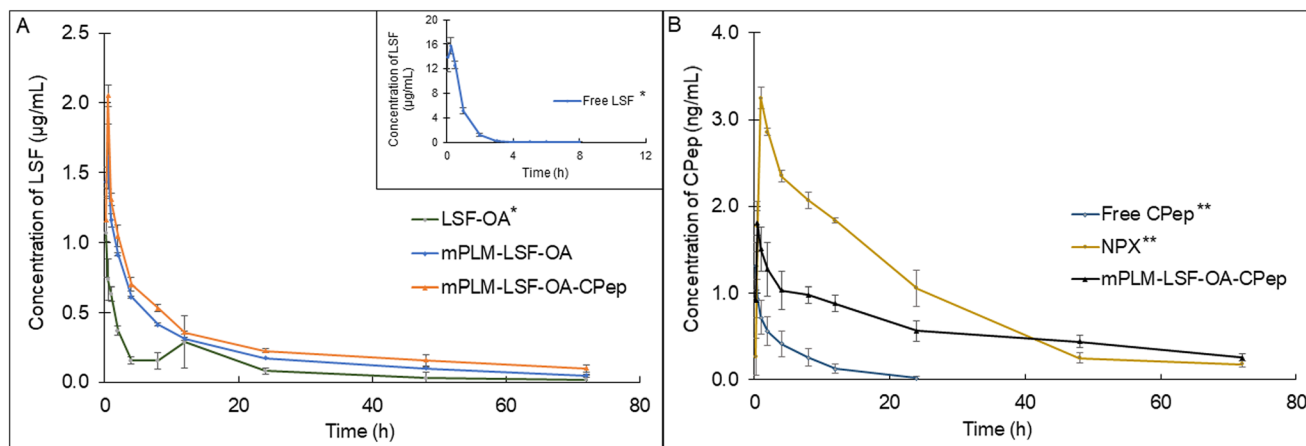 A
Concentration of LSF (µg/mL)
2.5
2.0
1.5
1.0
0.5
0.0
0
20
40
60
80
Time (h)
LSF-OA*
mPLM-LSF-OA
mPLM-LSF-OA-CPep
Concentration of LSF
(µg/mL)
20
16
12
8
4
0
0
4
8
12
Time (h)
Free LSF *
B
Concentration of CPep (ng/mL)
4.0
3.0
2.0
1.0
0.0
0
20
40
60
80
Time (h)
Free CPep**
NPX**
mPLM-LSF-OA-CPep